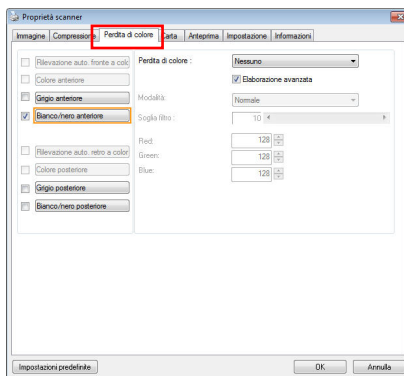 Proprietà scanner
Immagine Compressione Perdita di colore Carta Anteprima Impostazione Informazioni
Rilevazione auto. fronte a color
Colore anteriore
Grigio anteriore
Bianco/nero anteriore
Rilevazione auto. retro a color
Colore posteriore
Grigio posteriore
Bianco/nero posteriore
Perdita di colore : Nessuno
Elaborazione avanzata
Modalità: Normale
Soglia filtro : 10
Red: 128
Green: 128
Blue: 128
Impostazioni predefinite OK Annulla